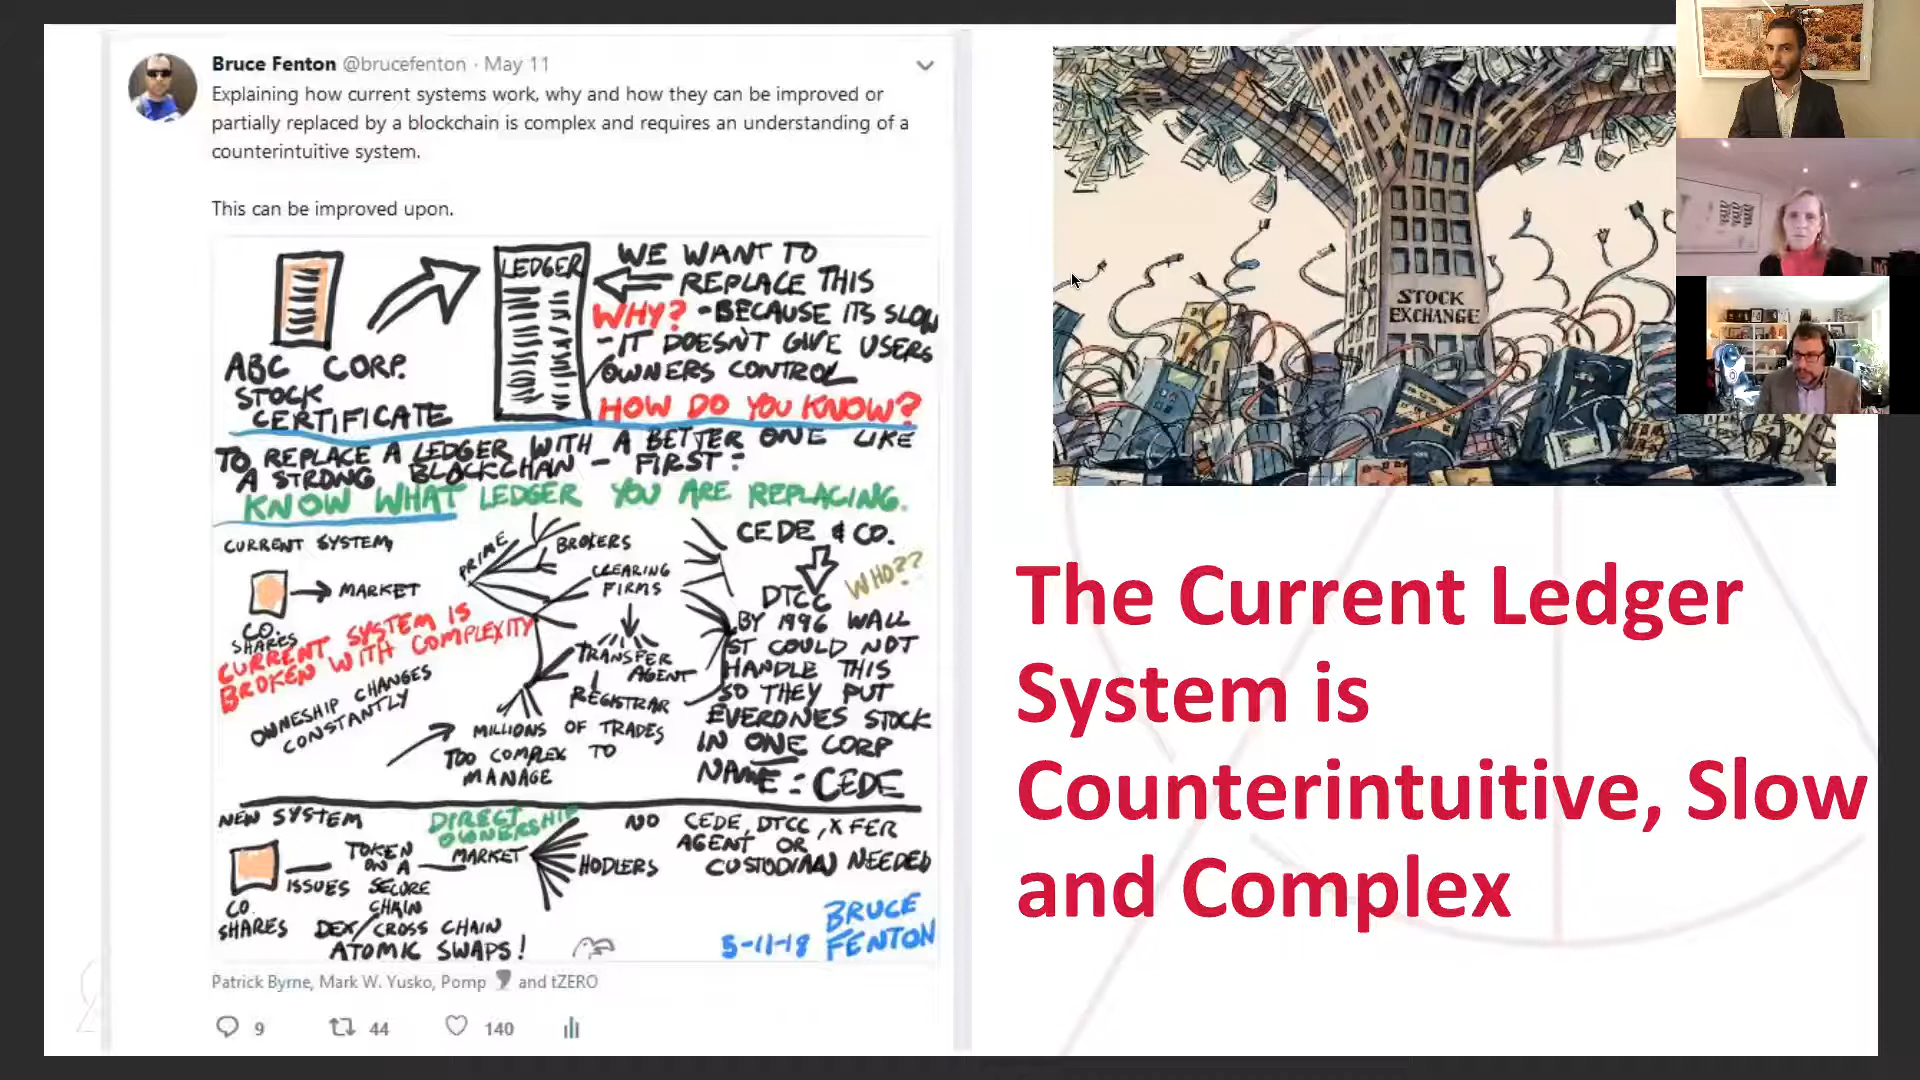 Bruce Fenton @brucefenton · May 11
Explaining how current systems work, why and how they can be improved or
partially replaced by a blockchain is complex and requires an understanding of a
counterintuitive system.
This can be improved upon.
ABC CORP.
STOCK
CERTIFICATE
LEDGER
WE WANT TO
REPLACE THIS
WHY? - BECAUSE ITS SLOW
- IT DOESN'T GIVE USERS
/OWNERS CONTROL
HOW DO YOU KNOW?
TO REPLACE A LEDGER WITH A BETTER ONE LIKE
A STRONG BLOCKCHAIN - FIRST:
KNOW WHAT LEDGER YOU ARE REPLACING.
CURRENT SYSTEM
CO.
SHARES
MARKET
CURRENT SYSTEM IS
BROKEN WITH COMPLEXITY
OWNESHIP CHANGES
CONSTANTLY
PRIME
BROKERS
CLEARING
FIRMS
TRANSFER
AGENT
REGISTRAR
MILLIONS OF TRADES
TOO COMPLEX TO
MANAGE
CEDE & CO.
WHO??
DTCC
BY 1996 WALL
ST COULD NOT
HANDLE THIS
SO THEY PUT
EVERONES STOCK
IN ONE CORP
NAME: CEDE
NEW SYSTEM
CO.
SHARES
ISSUES
TOKEN
ON A
SECURE
CHAIN
DIRECT
OWNERSHIP
MARKET
HODLERS
NO CEDE, DTCC, XFER
AGENT OR
CUSTODIAN NEEDED
DEX/CROSS CHAIN
ATOMIC SWAPS!
5-11-18
BRUCE
FENTON
Patrick Byrne, Mark W. Yusko, Pomp and tZERO
9 44 140
STOCK
EXCHANGE
The Current Ledger
System is
Counterintuitive, Slow
and Complex